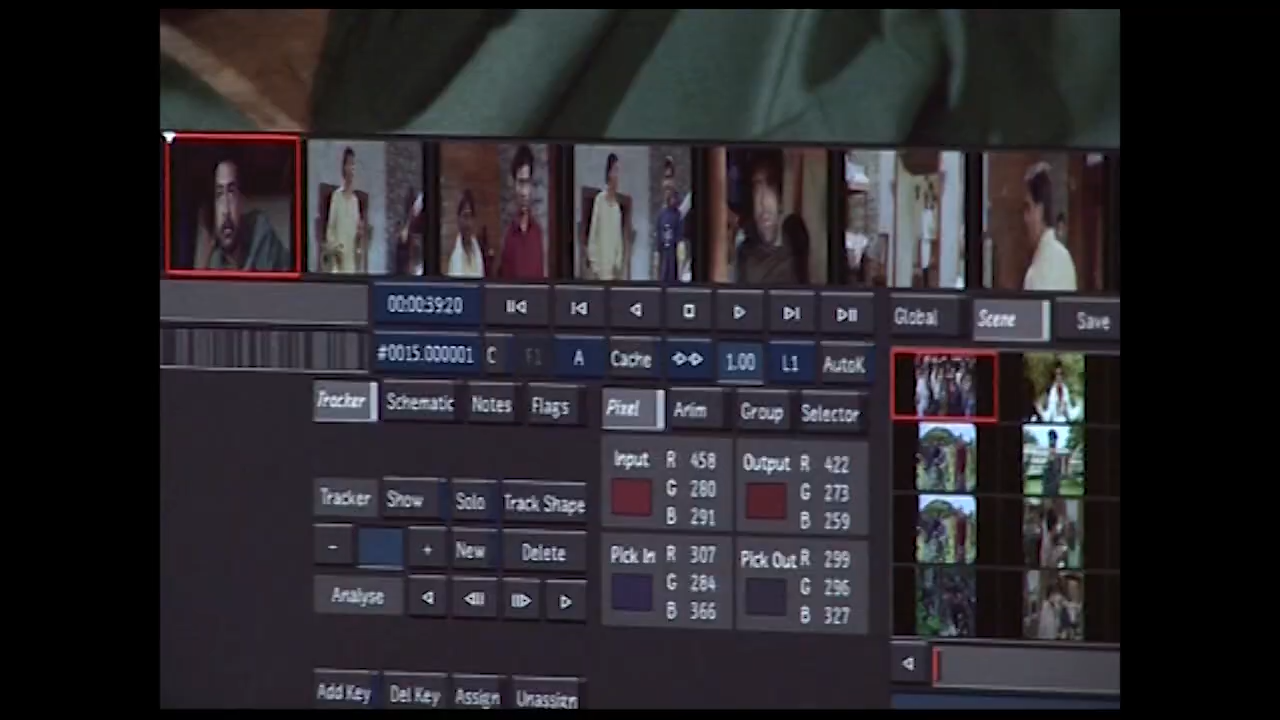 00:00:39:20
Global Scene Save
#0015.000001 C F1 A Cache 1.00 L1 AutoK
Tracker Schematic Notes Flags Pixel Anim Group Selector
Input R 458 Output R 422
G 280 G 273
B 291 B 259
Tracker Show Solo Track Shape
- + New Delete
Pick In R 307 Pick Out R 299
G 284 G 296
B 366 B 327
Analyse
Add Key Del Key Assign Unassign